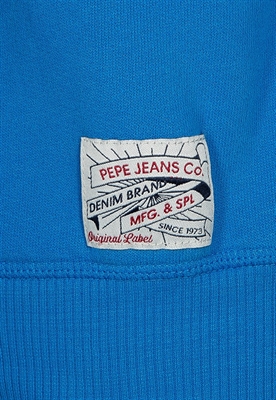 PEPE JEANS CO.
DENIM BRAND
MFG. & SPL
SINCE 1973
Original Label